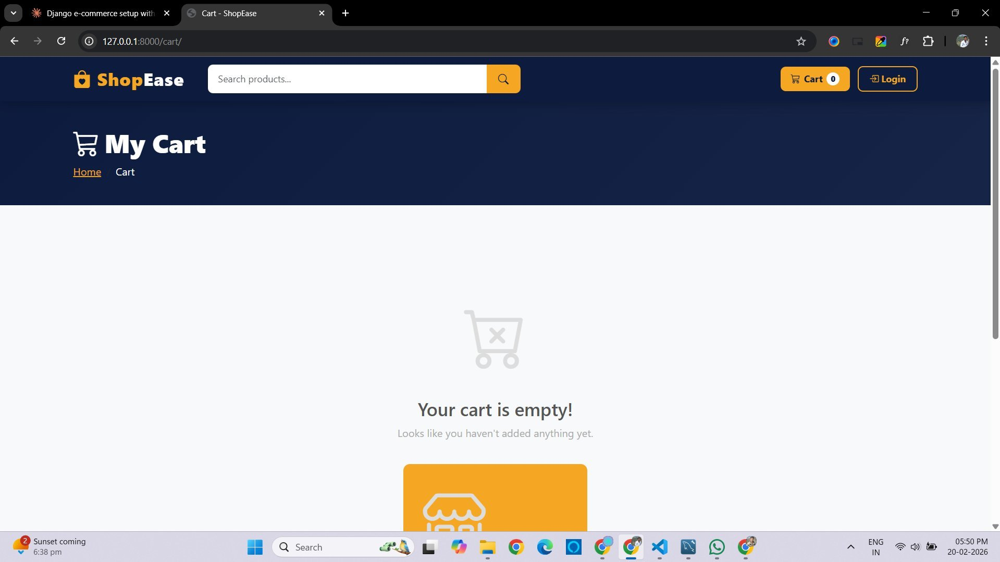 Django e-commerce setup with
Cart - ShopEase
127.0.0.1:8000/cart/
f?
ShopEase
Search products...
Cart 0
Login
My Cart
Home / Cart
Your cart is empty!
Looks like you haven't added anything yet.
2
Sunset coming
6:38 pm
Search
ENG
IN
05:50 PM
20-02-2026